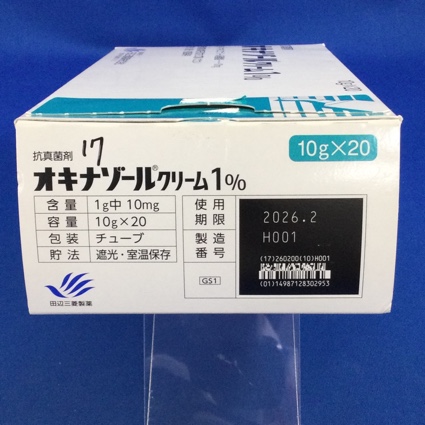 抗真菌剤 17
10g×20
オキナゾール®クリーム1%
含量 1g中 10mg
容量 10g×20
包装 チューブ
貯法 遮光・室温保存
使用期限 2026.2
製造番号 H001
GS1
(17)260200(10)H001
(01)14987128302953
田辺三菱製薬